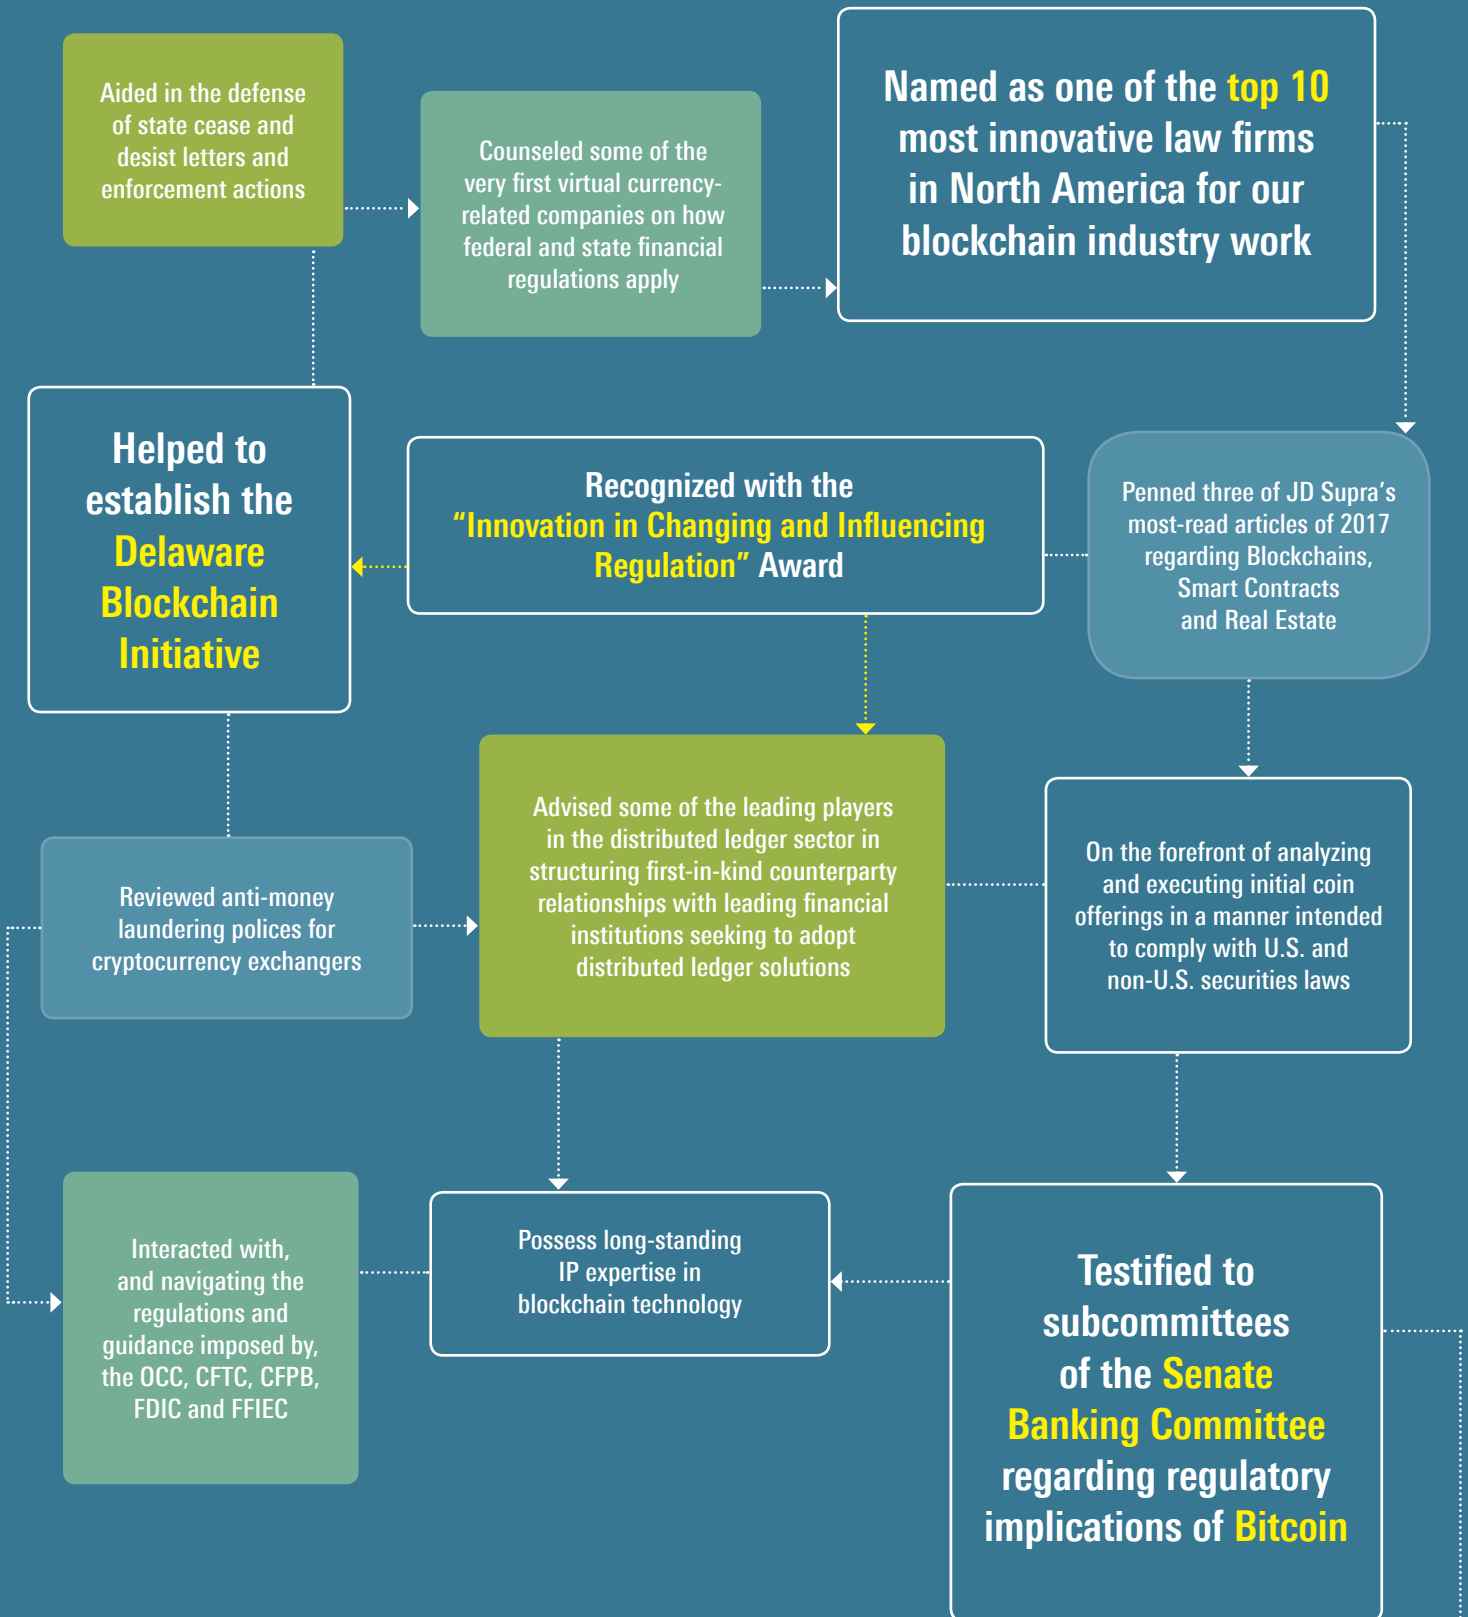 Aided in the defense
of state cease and
desist letters and
enforcement actions
Counseled some of the
very first virtual currency-
related companies on how
federal and state financial
regulations apply
Named as one of the top 10
most innovative law firms
in North America for our
blockchain industry work
Helped to
establish the
Delaware
Blockchain
Initiative
Recognized with the
“Innovation in Changing and Influencing
Regulation” Award
Penned three of JD Supra’s
most-read articles of 2017
regarding Blockchains,
Smart Contracts
and Real Estate
Reviewed anti-money
laundering polices for
cryptocurrency exchangers
Advised some of the leading players
in the distributed ledger sector in
structuring first-in-kind counterparty
relationships with leading financial
institutions seeking to adopt
distributed ledger solutions
On the forefront of analyzing
and executing initial coin
offerings in a manner intended
to comply with U.S. and
non-U.S. securities laws
Interacted with,
and navigating the
regulations and
guidance imposed by,
the OCC, CFTC, CFPB,
FDIC and FFIEC
Possess long-standing
IP expertise in
blockchain technology
Testified to
subcommittees
of the Senate
Banking Committee
regarding regulatory
implications of Bitcoin